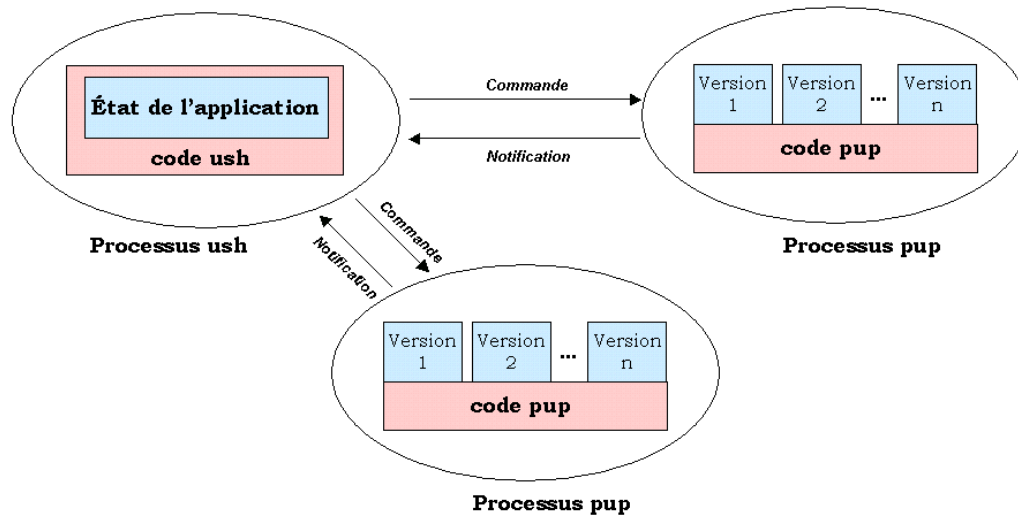 État de l'application
code ush
Processus ush
Commande
Notification
Version
1
Version
2
...
Version
n
code pup
Processus pup
Commande
Notification
Version
1
Version
2
...
Version
n
code pup
Processus pup